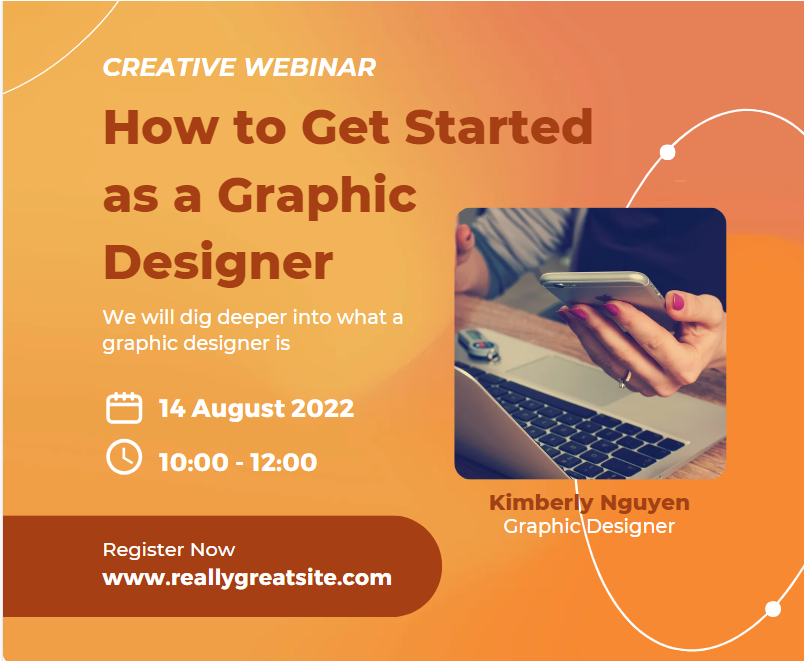 CREATIVE WEBINAR
How to Get Started
as a Graphic
Designer
We will dig deeper into what a
graphic designer is
14 August 2022
10:00 - 12:00
Kimberly Nguyen
Graphic Designer
Register Now
www.reallygreatsite.com